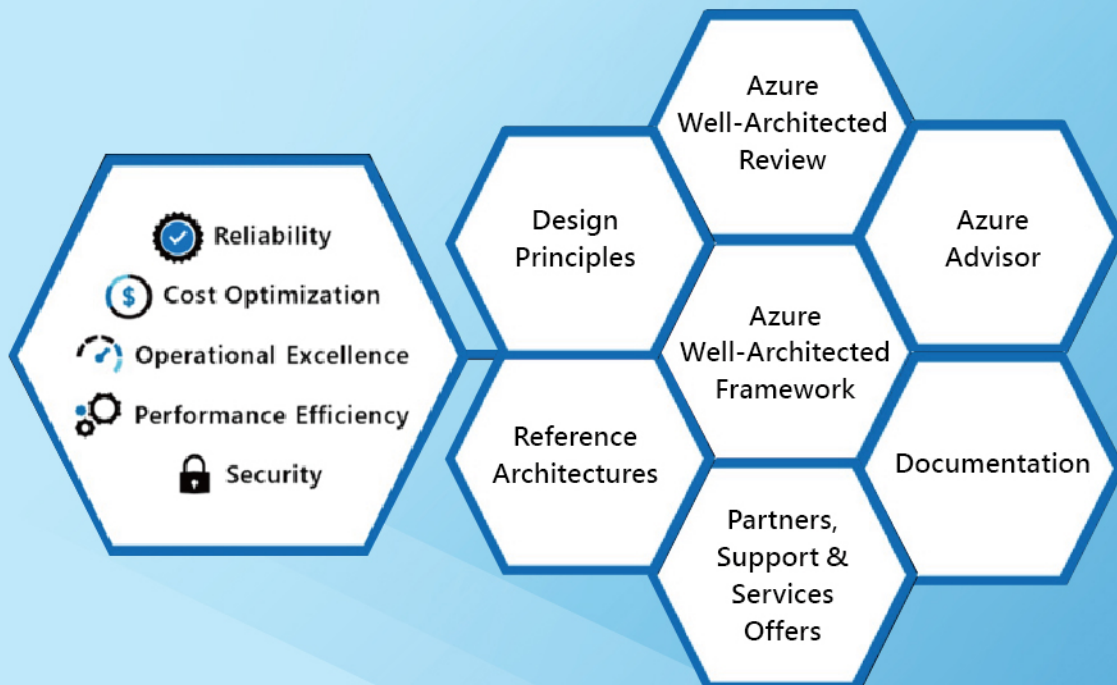 Reliability
Cost Optimization
Operational Excellence
Performance Efficiency
Security
Azure
Well-Architected
Review
Design
Principles
Azure
Advisor
Azure
Well-Architected
Framework
Reference
Architectures
Documentation
Partners,
Support &
Services
Offers